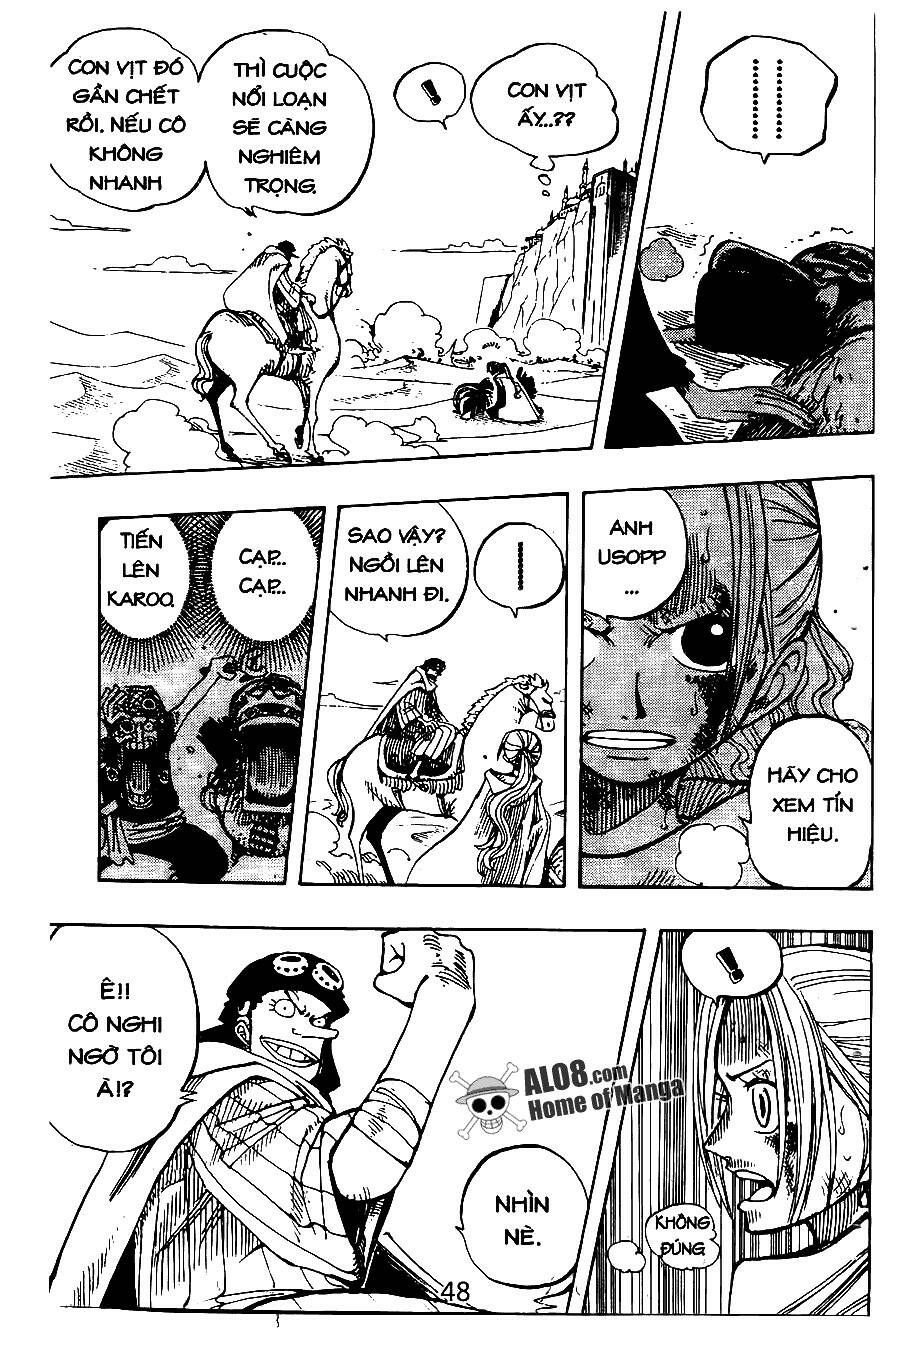 !
CON VỊT
ẤY...??
!
THÌ CUỘC
NỔI LOẠN
SẼ CÀNG
NGHIÊM
TRỌNG.
CON VỊT ĐÓ
GẦN CHẾT
RỒI. NẾU CÔ
KHÔNG
NHANH
ANH
USOPP
...
HÃY CHO
XEM TÍN
HIỆU.
SAO VẬY?
NGỒI LÊN
NHANH ĐI.
CẠP...
CẠP...
TIẾN
LÊN
KAROO.
!
KHÔNG
ĐÚNG
Ê!!
CÔ NGHI
NGỜ TÔI
À!?
NHÌN
NÈ.
ALO8.com
Home of Manga
48